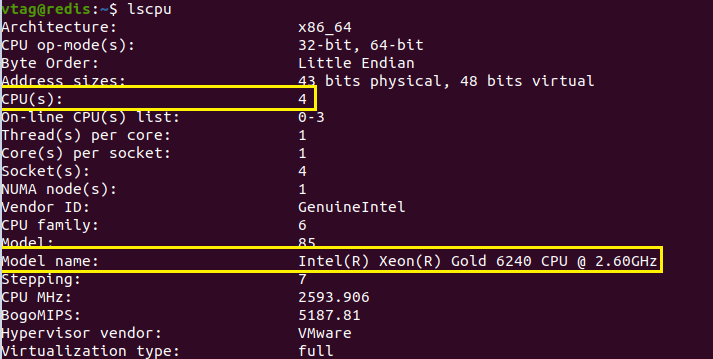 vtag@redis:~$ lscpu
Architecture: x86_64
CPU op-mode(s): 32-bit, 64-bit
Byte Order: Little Endian
Address sizes: 43 bits physical, 48 bits virtual
CPU(s): 4
On-line CPU(s) list: 0-3
Thread(s) per core: 1
Core(s) per socket: 1
Socket(s): 4
NUMA node(s): 1
Vendor ID: GenuineIntel
CPU family: 6
Model: 85
Model name: Intel(R) Xeon(R) Gold 6240 CPU @ 2.60GHz
Stepping: 7
CPU MHz: 2593.906
BogoMIPS: 5187.81
Hypervisor vendor: VMware
Virtualization type: full